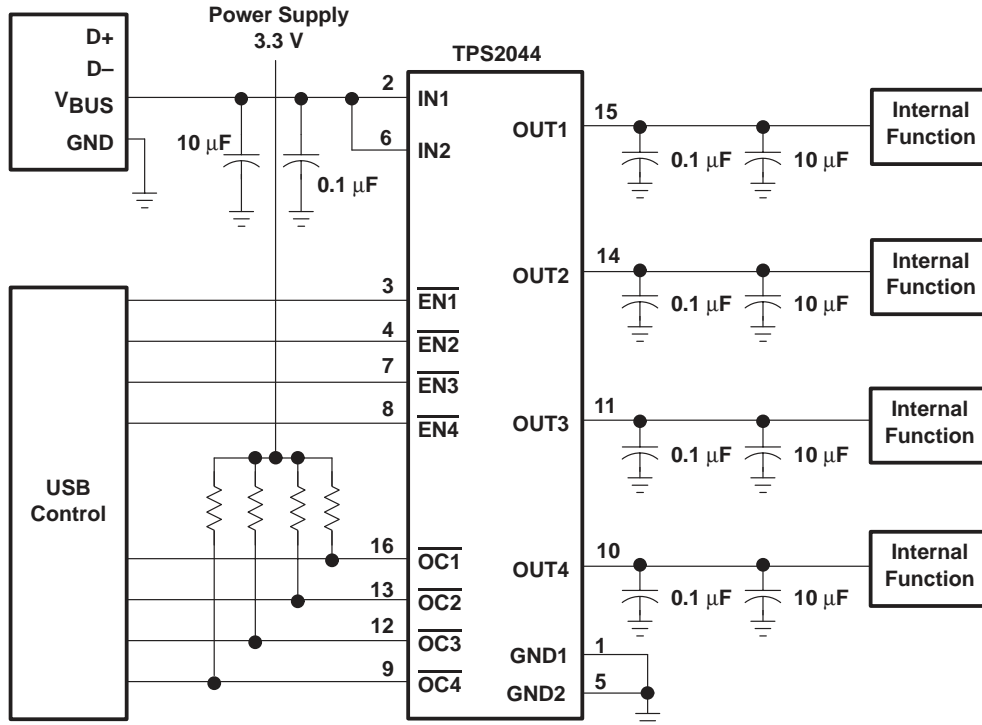 Power Supply
3.3 V
TPS2044
D+
D–
VBUS
GND
10 μF
0.1 μF
2
IN1
6
IN2
3
EN1
4
EN2
7
EN3
8
EN4
USB
Control
16
OC1
13
OC2
12
OC3
9
OC4
OUT1
15
0.1 μF
10 μF
Internal
Function
OUT2
14
0.1 μF
10 μF
Internal
Function
OUT3
11
0.1 μF
10 μF
Internal
Function
OUT4
10
0.1 μF
10 μF
Internal
Function
GND1
1
GND2
5